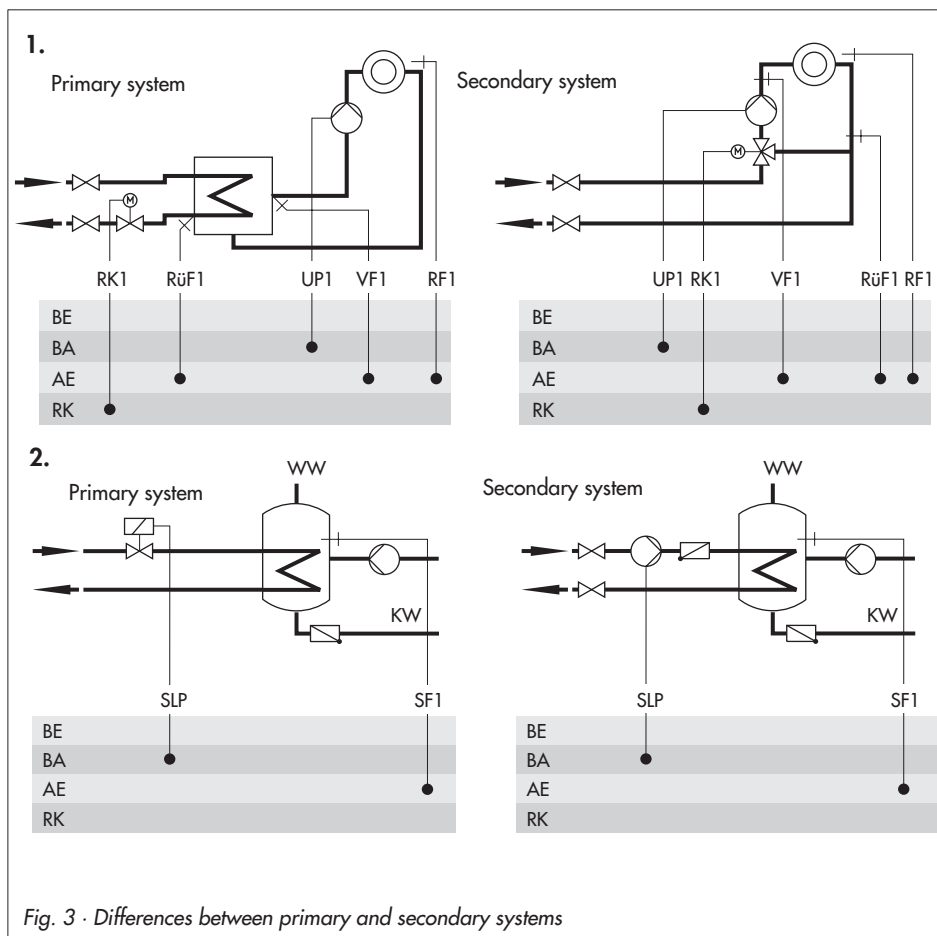 1.
Primary system
Secondary system
M
M
RK1 RüF1 UP1 VF1 RF1
UP1 RK1 VF1 RüF1 RF1
BE
BA
AE
RK
BE
BA
AE
RK
2.
Primary system
WW
KW
SLP SF1
BE
BA
AE
RK
Secondary system
WW
KW
SLP SF1
BE
BA
AE
RK
Fig. 3 · Differences between primary and secondary systems